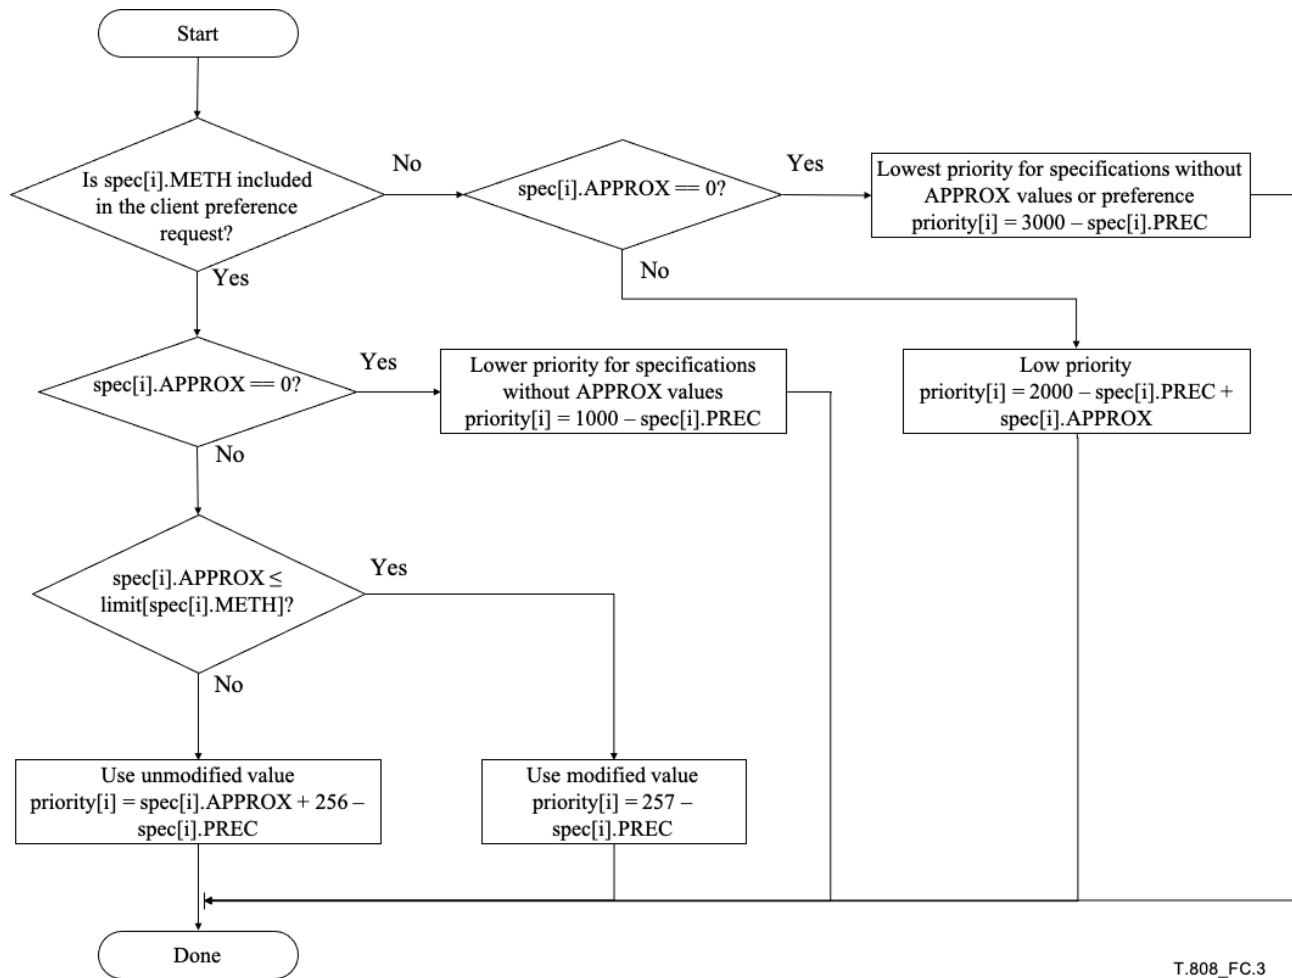 Start
Is spec[i].METH included
in the client preference
request?
No
spec[i].APPROX == 0?
Yes
Lowest priority for specifications without
APPROX values or preference
priority[i] = 3000 – spec[i].PREC
Yes
No
spec[i].APPROX == 0?
Yes
Lower priority for specifications
without APPROX values
priority[i] = 1000 – spec[i].PREC
Low priority
priority[i] = 2000 – spec[i].PREC +
spec[i].APPROX
No
spec[i].APPROX ≤
limit[spec[i].METH]?
Yes
No
Use unmodified value
priority[i] = spec[i].APPROX + 256 –
spec[i].PREC
Use modified value
priority[i] = 257 –
spec[i].PREC
Done
T.808_FC.3